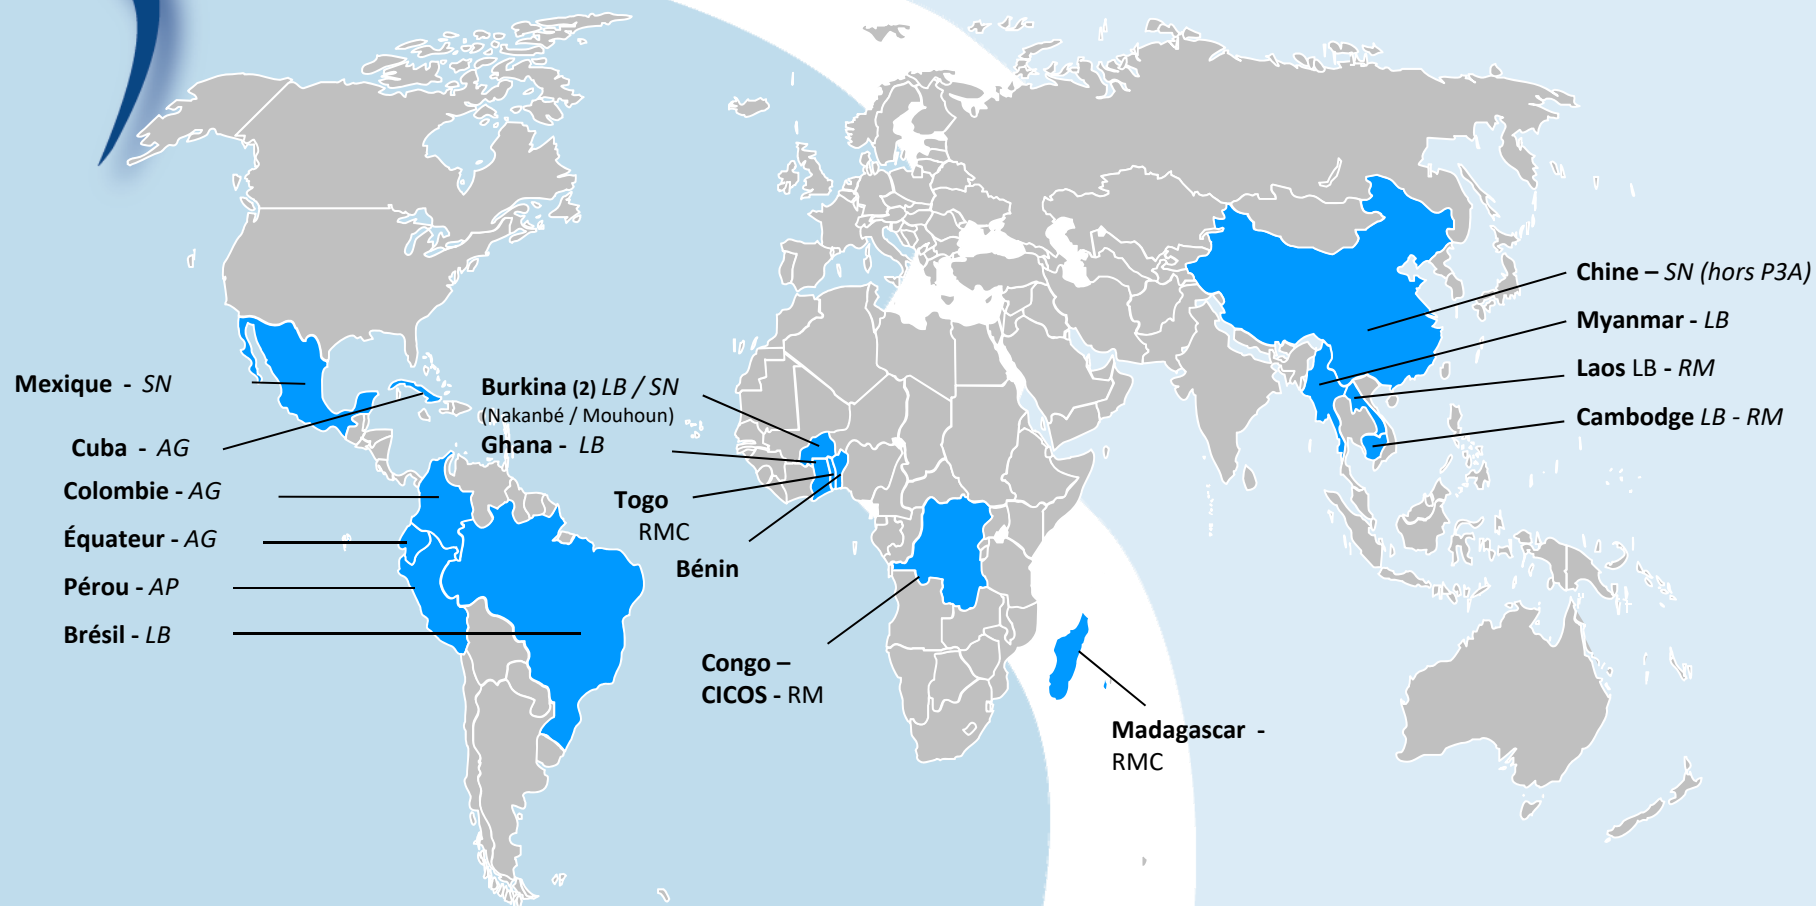 Mexique - SN
Cuba - AG
Colombie - AG
Équateur - AG
Pérou - AP
Brésil - LB
Burkina (2) LB / SN
(Nakanbé / Mouhoun)
Ghana - LB
Togo
RMC
Bénin
Congo –
CICOS - RM
Madagascar -
RMC
Chine – SN (hors P3A)
Myanmar - LB
Laos LB - RM
Cambodge LB - RM